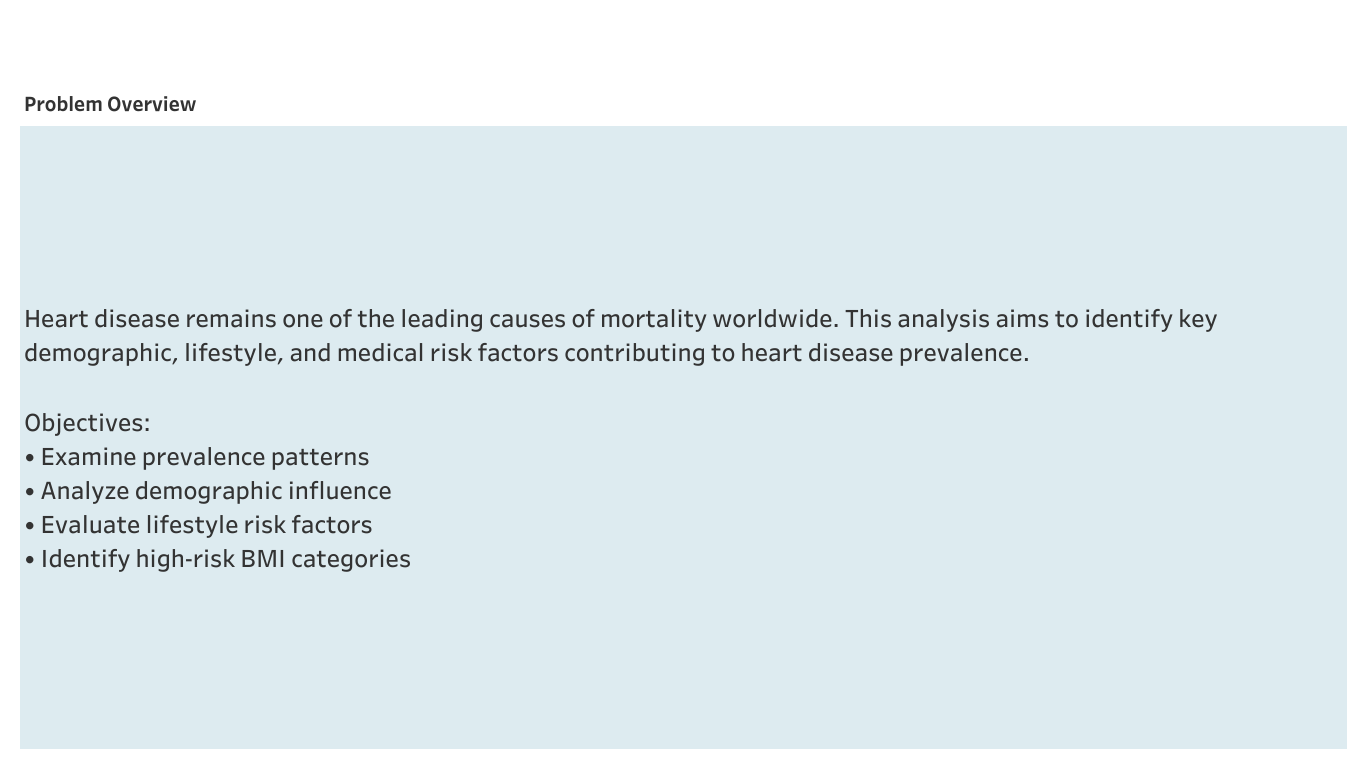 Problem Overview
Heart disease remains one of the leading causes of mortality worldwide. This analysis aims to identify key
demographic, lifestyle, and medical risk factors contributing to heart disease prevalence.
Objectives:
• Examine prevalence patterns
• Analyze demographic influence
• Evaluate lifestyle risk factors
• Identify high-risk BMI categories